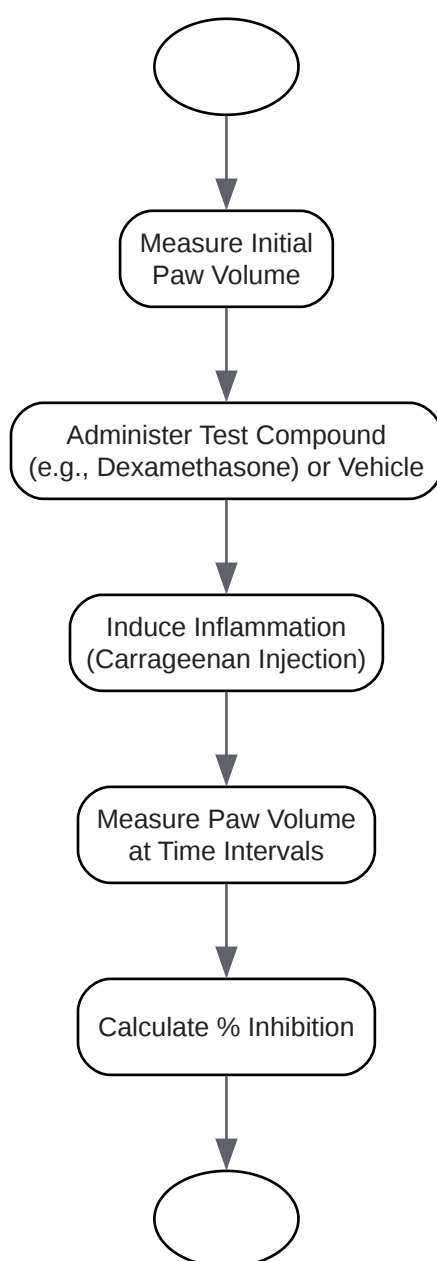 Measure Initial
Paw Volume
Administer Test Compound
(e.g., Dexamethasone) or Vehicle
Induce Inflammation
(Carrageenan Injection)
Measure Paw Volume
at Time Intervals
Calculate % Inhibition